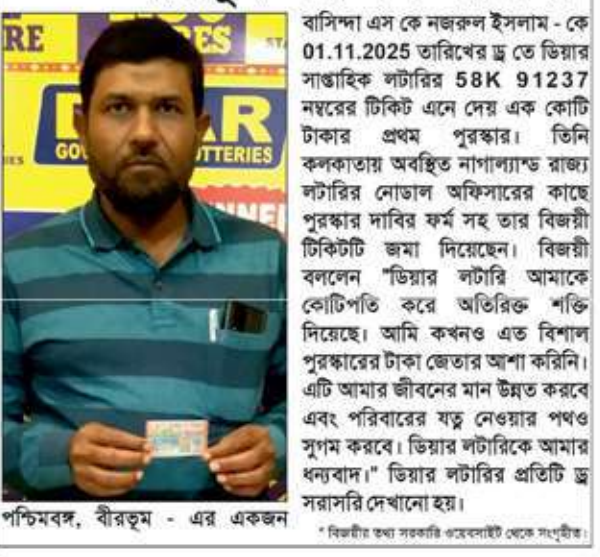 RE
RES
DEAR
LOTTERIES
পশ্চিমবঙ্গ, বীরভূম - এর একজন
বাসিন্দা এস কে নজরুল ইসলাম - কে
01.11.2025 তারিখের ড্র তে ডিয়ার
সাপ্তাহিক লটারির 58K 91237
নম্বরের টিকিট এনে দেয় এক কোটি
টাকার প্রথম পুরস্কার। তিনি
কলকাতায় অবস্থিত নাগাল্যান্ড রাজ্য
লটারির নোডাল অফিসারের কাছে
পুরস্কার দাবির ফর্ম সহ তার বিজয়ী
টিকিটটি জমা দিয়েছেন। বিজয়ী
বললেন "ডিয়ার লটারি আমাকে
কোটিপতি করে অতিরিক্ত শক্তি
দিয়েছে। আমি কখনও এত বিশাল
পুরস্কারের টাকা জেতার আশা করিনি।
এটি আমার জীবনের মান উন্নত করবে
এবং পরিবারের যত্ন নেওয়ার পথও
সুগম করবে। ডিয়ার লটারিকে আমার
ধন্যবাদ।" ডিয়ার লটারির প্রতিটি ড্র
সরাসরি দেখানো হয়।
* বিজয়ীর তথ্য সরকারি ওয়েবসাইট থেকে সংগৃহীত।